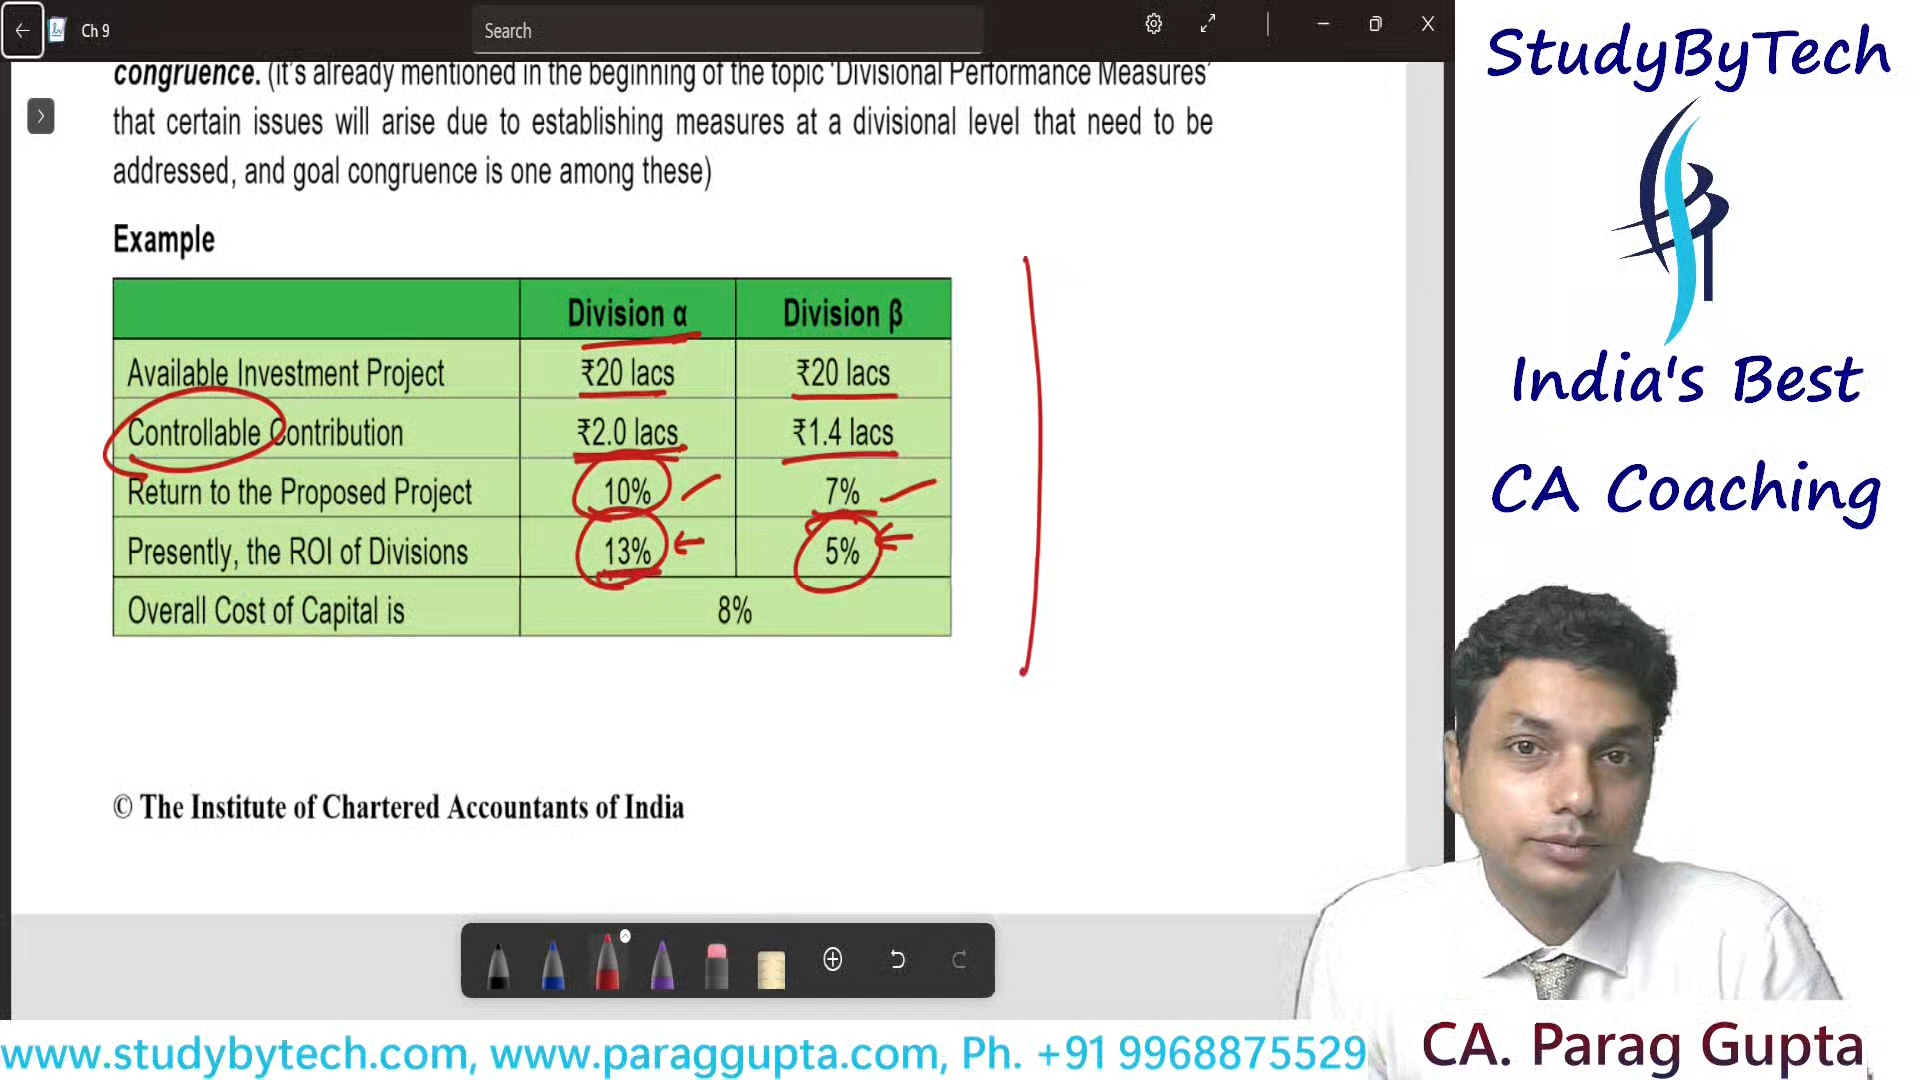 Ch 9
Search
congruence. (it's already mentioned in the beginning of the topic 'Divisional Performance Measures'
that certain issues will arise due to establishing measures at a divisional level that need to be
addressed, and goal congruence is one among these)
Example
Division α Division β
Available Investment Project ₹20 lacs ₹20 lacs
Controllable Contribution ₹2.0 lacs ₹1.4 lacs
Return to the Proposed Project 10% 7%
Presently, the ROI of Divisions 13% 5%
Overall Cost of Capital is 8%
© The Institute of Chartered Accountants of India
StudyByTech
India's Best
CA Coaching
www.studybytech.com, www.paraggupta.com, Ph. +91 9968875529
CA. Parag Gupta